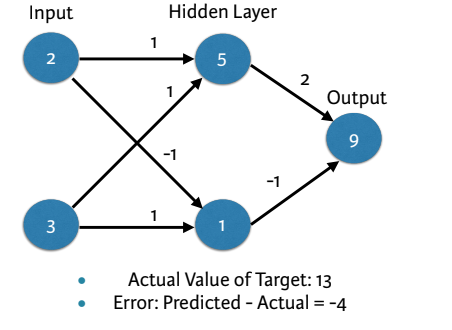 Input
Hidden Layer
2
1
5
1
2
Output
9
-1
-1
3
1
1
Actual Value of Target: 13
Error: Predicted - Actual = -4